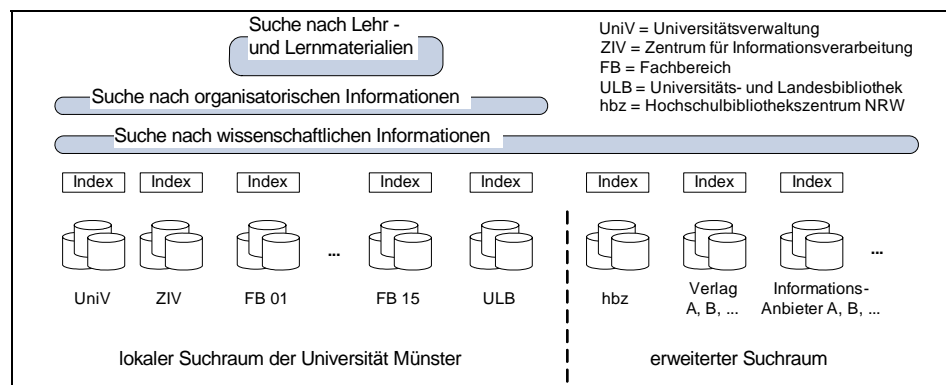 Suche nach Lehr -
und Lernmaterialien
UniV = Universitätsverwaltung
ZIV = Zentrum für Informationsverarbeitung
FB = Fachbereich
ULB = Universitäts- und Landesbibliothek
hbz = Hochschulbibliothekszentrum NRW
Suche nach organisatorischen Informationen
Suche nach wissenschaftlichen Informationen
Index Index Index Index Index Index Index Index
... ...
UniV ZIV FB 01 FB 15 ULB hbz Verlag Informations-
A, B, ... Anbieter A, B, ...
lokaler Suchraum der Universität Münster erweiterter Suchraum